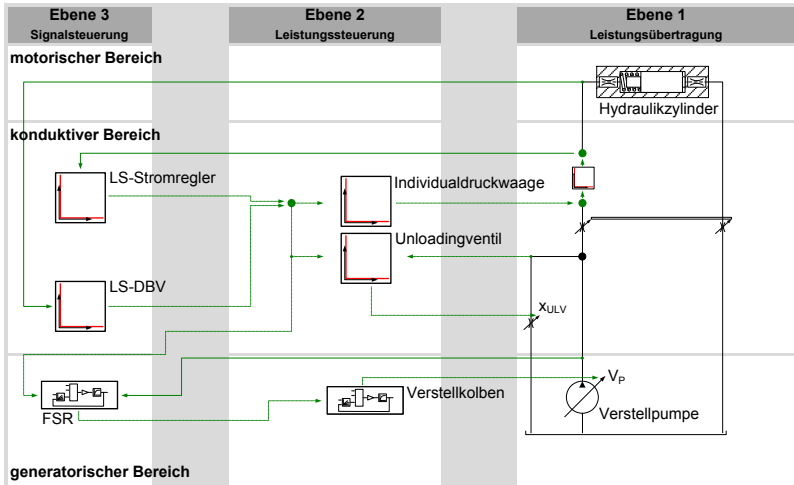 Ebene 3
Signalsteuerung
Ebene 2
Leistungssteuerung
Ebene 1
Leistungsübertragung
motorischer Bereich
Hydraulikzylinder
konduktiver Bereich
LS-Stromregler
Individualdruckwaage
Unloadingventil
LS-DBV
xULV
FSR
Verstellkolben
VP
Verstellpumpe
generatorischer Bereich